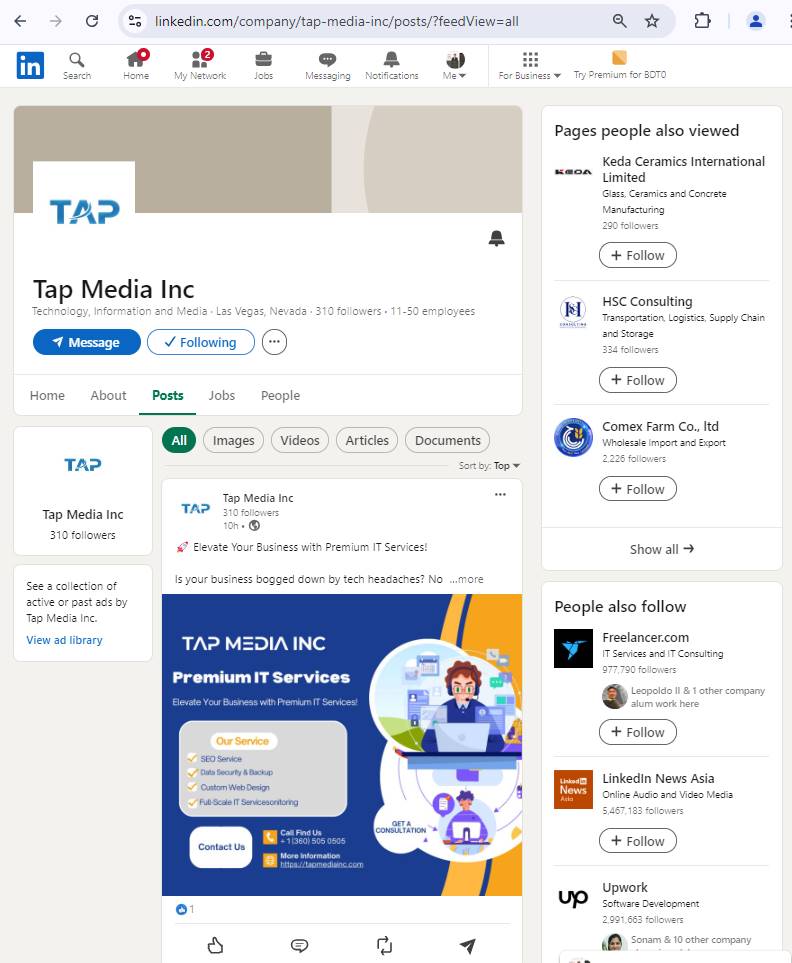 linkedin.com/company/tap-media-inc/posts/?feedView=all
in
Search
Home
2
My Network
Jobs
Messaging
Notifications
Me
For Business
Try Premium for BDT0
TAP
Tap Media Inc
Technology, Information and Media · Las Vegas, Nevada · 310 followers · 11-50 employees
Message
Following
Home
About
Posts
Jobs
People
TAP
Tap Media Inc
310 followers
See a collection of
active or past ads by
Tap Media Inc.
View ad library
All
Images
Videos
Articles
Documents
Sort by: Top
TAP
Tap Media Inc
310 followers
10h •
🚀 Elevate Your Business with Premium IT Services!
Is your business bogged down by tech headaches? No ...more
TAP MEDIA INC
Premium IT Services
Elevate Your Business with Premium IT Services!
Our Service
SEO Service
Data Security & Backup
Custom Web Design
Full-Scale IT Servicesonitoring
Contact Us
Call Find Us
+ 1 (360) 505 0505
More Information
https://tapmediainc.com
GET A
CONSULTATION
1
Pages people also viewed
KEDA
Keda Ceramics International
Limited
Glass, Ceramics and Concrete
Manufacturing
290 followers
+ Follow
CONSULTING
HSC Consulting
Transportation, Logistics, Supply Chain
and Storage
334 followers
+ Follow
Comex Farm Co., ltd
Wholesale Import and Export
2,226 followers
+ Follow
Show all →
People also follow
Freelancer.com
IT Services and IT Consulting
977,790 followers
Leopoldo II & 1 other company
alum work here
+ Follow
Linked in
News
Asia
LinkedIn News Asia
Online Audio and Video Media
5,467,183 followers
+ Follow
up
Upwork
Software Development
2,991,663 followers
Sonam & 10 other company